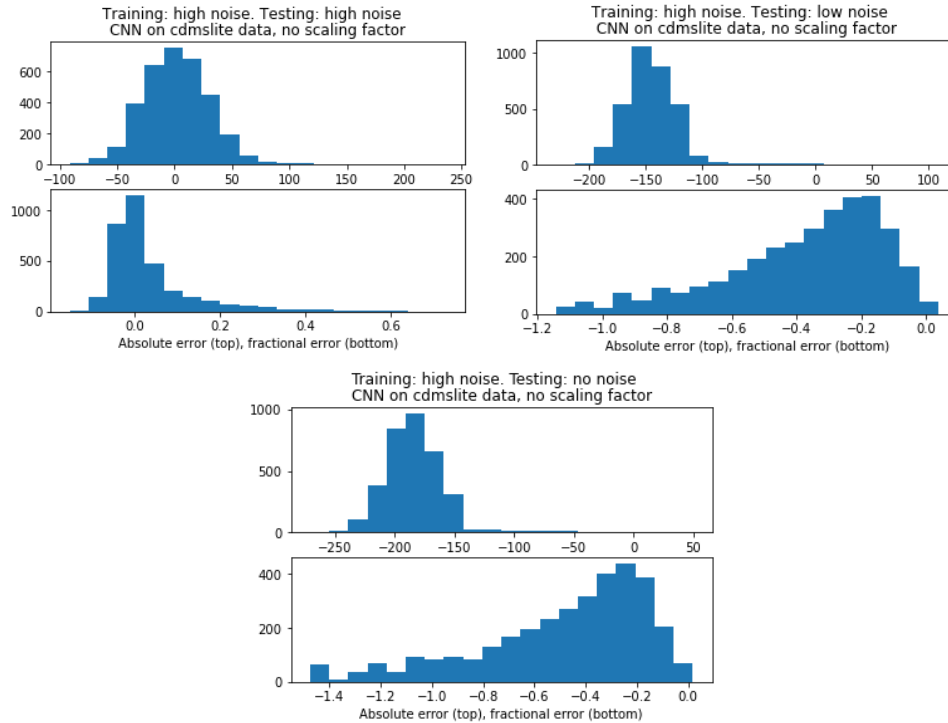 Training: high noise. Testing: high noise
CNN on cdmslite data, no scaling factor
600
400
200
0
−100 −50 0 50 100 150 200 250
1000
500
0
0.0 0.2 0.4 0.6
Absolute error (top), fractional error (bottom)
Training: high noise. Testing: low noise
CNN on cdmslite data, no scaling factor
1000
500
0
−200 −150 −100 −50 0 50 100
400
200
0
−1.2 −1.0 −0.8 −0.6 −0.4 −0.2 0.0
Absolute error (top), fractional error (bottom)
Training: high noise. Testing: no noise
CNN on cdmslite data, no scaling factor
1000
500
0
−250 −200 −150 −100 −50 0 50
400
200
0
−1.4 −1.2 −1.0 −0.8 −0.6 −0.4 −0.2 0.0
Absolute error (top), fractional error (bottom)